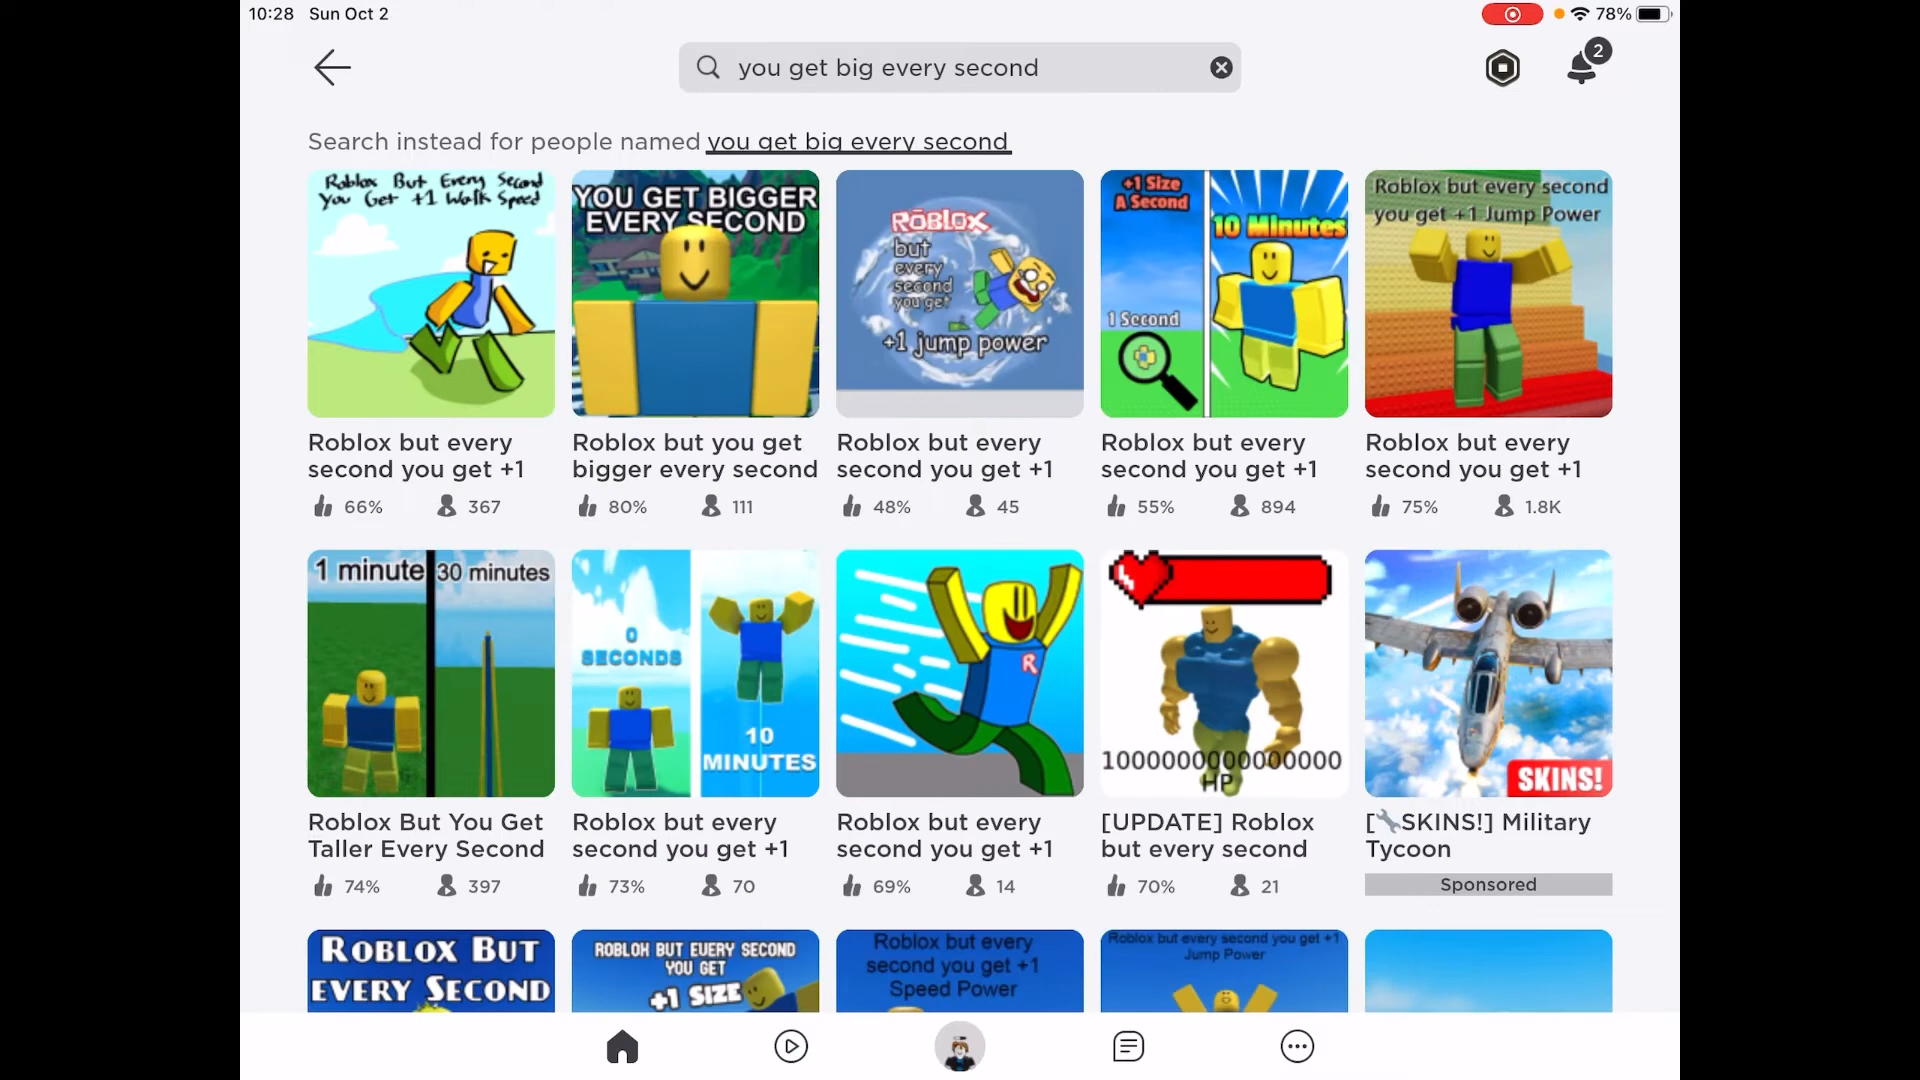 10:28 Sun Oct 2
78%
you get big every second
2
Search instead for people named you get big every second
Roblox But Every Second
You Get +1 Walk Speed
YOU GET BIGGER
EVERY SECOND
ROBLOX
but
every
second
you get
+1 jump power
+1 Size
A Second
10 Minutes
1 Second
Roblox but every second
you get +1 Jump Power
Roblox but every
second you get +1
Roblox but you get
bigger every second
Roblox but every
second you get +1
Roblox but every
second you get +1
Roblox but every
second you get +1
66% 367
80% 111
48% 45
55% 894
75% 1.8K
1 minute 30 minutes
0
SECONDS
10
MINUTES
R
1000000000000000
HP
SKINS!
Roblox But You Get
Taller Every Second
Roblox but every
second you get +1
Roblox but every
second you get +1
[UPDATE] Roblox
but every second
[🔧SKINS!] Military
Tycoon
74% 397
73% 70
69% 14
70% 21
Sponsored
ROBLOX BUT
EVERY SECOND
ROBLOX BUT EVERY SECOND
YOU GET
+1 SIZE
Roblox but every
second you get +1
Speed Power
Roblox but every second you get +1
Jump Power